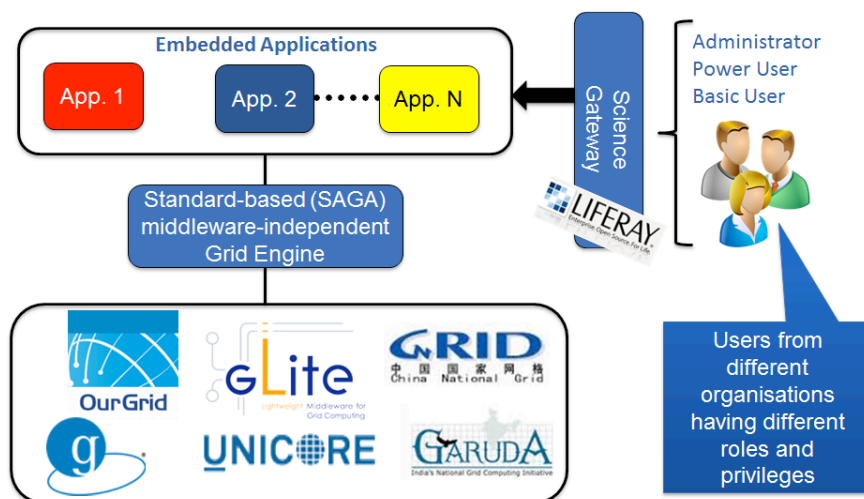 Embedded Applications
App. 1
App. 2
App. N
Science
Gateway
LIFERAY
Enterprise. Open Source. For Life.
Administrator
Power User
Basic User
Standard-based (SAGA)
middleware-independent
Grid Engine
OurGrid
gLite
Lightweight Middleware for
Grid Computing
GRID
中国国家网格
China National Grid
g
UNICORE
GARUDA
India's National Grid Computing Initiative
Users from
different
organisations
having different
roles and
privileges